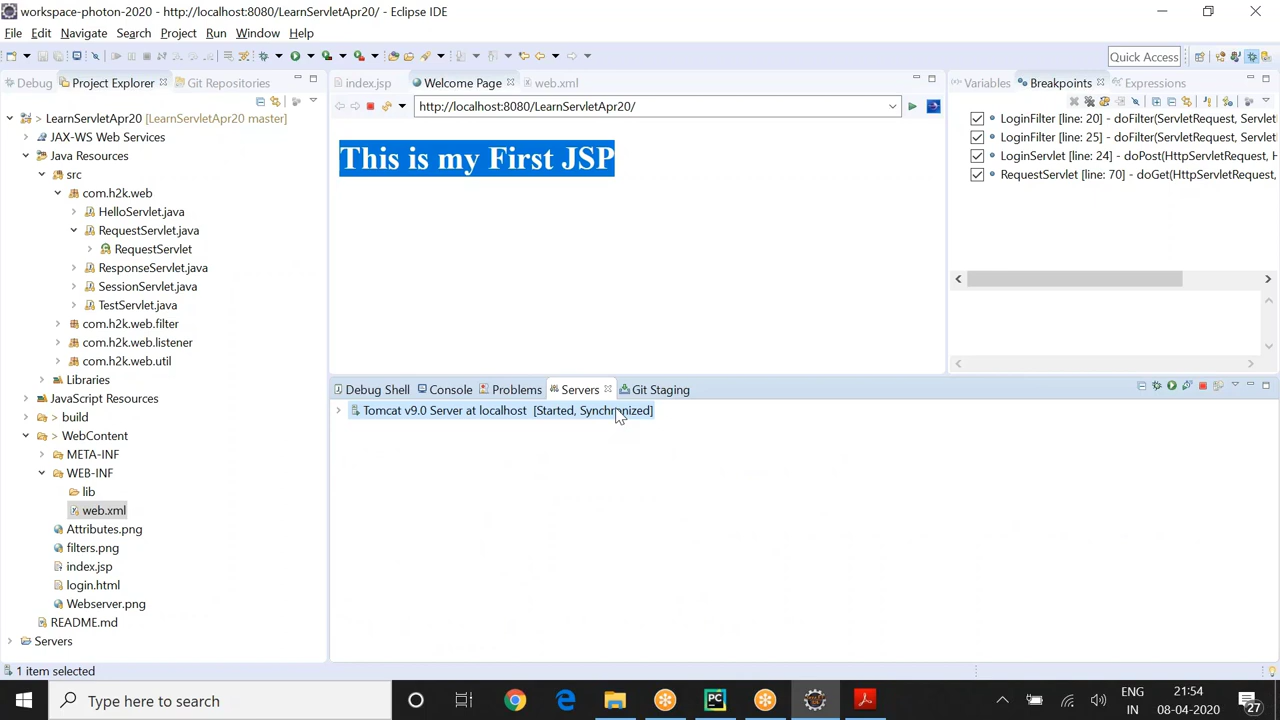 workspace-photon-2020 - http://localhost:8080/LearnServletApr20/ - Eclipse IDE
File Edit Navigate Search Project Run Window Help
Quick Access
Debug Project Explorer Git Repositories
index.jsp Welcome Page web.xml
Variables Breakpoints Expressions
http://localhost:8080/LearnServletApr20/
> LearnServletApr20 [LearnServletApr20 master]
JAX-WS Web Services
Java Resources
src
com.h2k.web
HelloServlet.java
RequestServlet.java
RequestServlet
ResponseServlet.java
SessionServlet.java
TestServlet.java
com.h2k.web.filter
com.h2k.web.listener
com.h2k.web.util
Libraries
JavaScript Resources
> build
> WebContent
META-INF
WEB-INF
lib
web.xml
Attributes.png
filters.png
index.jsp
login.html
Webserver.png
README.md
Servers
This is my First JSP
LoginFilter [line: 20] - doFilter(ServletRequest, Servlet
LoginFilter [line: 25] - doFilter(ServletRequest, Servlet
LoginServlet [line: 24] - doPost(HttpServletRequest,
RequestServlet [line: 70] - doGet(HttpServletRequest,
Debug Shell Console Problems Servers Git Staging
Tomcat v9.0 Server at localhost [Started, Synchronized]
1 item selected
Type here to search
PC
ENG
IN
21:54
08-04-2020
27